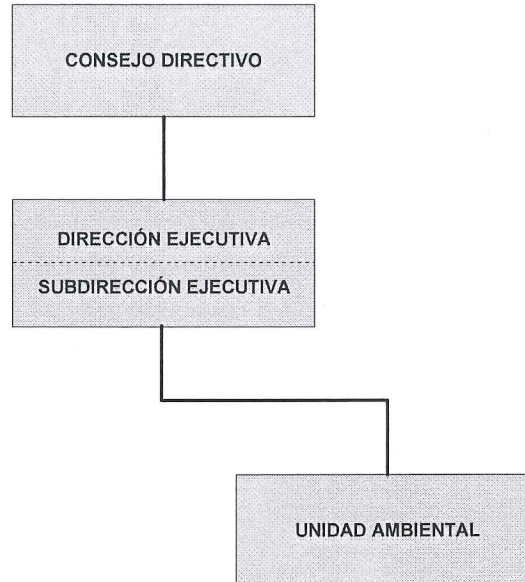 CONSEJO DIRECTIVO
DIRECCIÓN EJECUTIVA
SUBDIRECCIÓN EJECUTIVA
UNIDAD AMBIENTAL